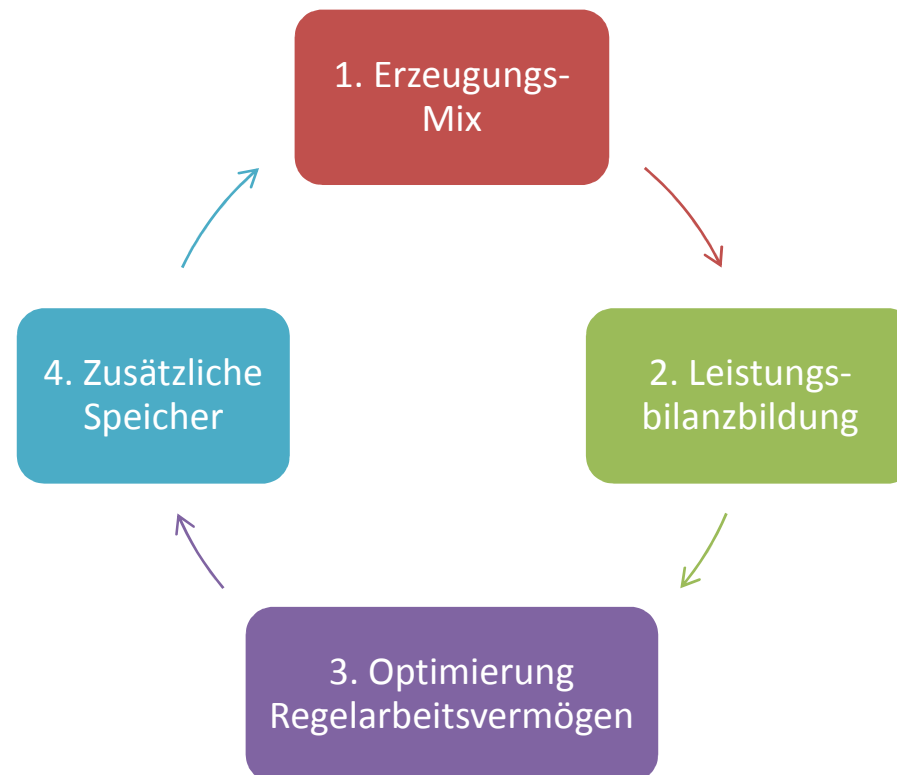 1. Erzeugungs-
Mix
2. Leistungs-
bilanzbildung
3. Optimierung
Regelarbeitsvermögen
4. Zusätzliche
Speicher